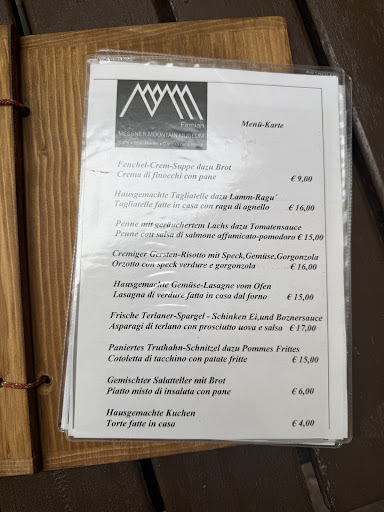 Firmian
MESSNER MOUNTAIN MUSEUM
Menü-Karte
Fenchel-Crem-Suppe dazu Brot
Crema di finocchi con pane € 9,00
Hausgemachte Tagliatelle dazu Lamm-Ragu´
Tagliatelle fatte in casa con ragu di agnello € 16,00
Penne mit geräuchertem Lachs dazu Tomatensauce
Penne con salsa di salmone affumicato-pomodoro € 15,00
Cremiger Gersten-Risotto mit Speck,Gemüse,Gorgonzola
Orzotto con speck verdure e gorgonzola € 16,00
Hausgemachte Gemüse-Lasagne vom Ofen
Lasagna di verdure fatta in casa dal forno € 15,00
Frische Terlaner-Spargel - Schinken Ei,und Boznersauce
Asparagi di terlano con prosciutto uova e salsa € 17,00
Paniertes Truthahn-Schnitzel dazu Pommes Frittes
Cotoletta di tacchino con patate fritte € 15,00
Gemischter Salatteller mit Brot
Piatto misto di insalata con pane € 6,00
Hausgemachte Kuchen
Torte fatte in casa € 4,00